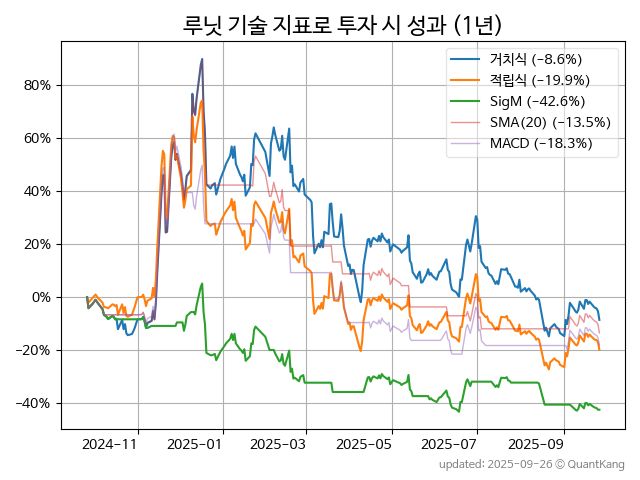 루닛 기술 지표로 투자 시 성과 (1년)
거치식 (−8.6%)
적립식 (−19.9%)
SigM (−42.6%)
SMA(20) (−13.5%)
MACD (−18.3%)
80%
60%
40%
20%
0%
−20%
−40%
2024−11
2025−01
2025−03
2025−05
2025−07
2025−09
updated: 2025−09−26 © QuantKang